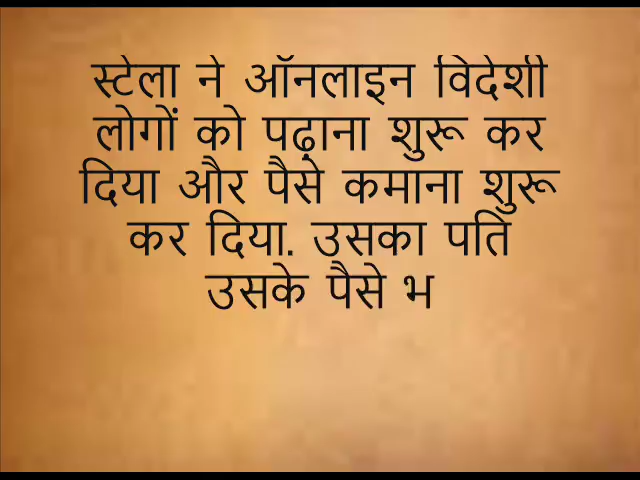 स्टेला ने ऑनलाइन विदेशी
लोगों को पढ़ाना शुरू कर
दिया और पैसे कमाना शुरू
कर दिया. उसका पति
उसके पैसे भ